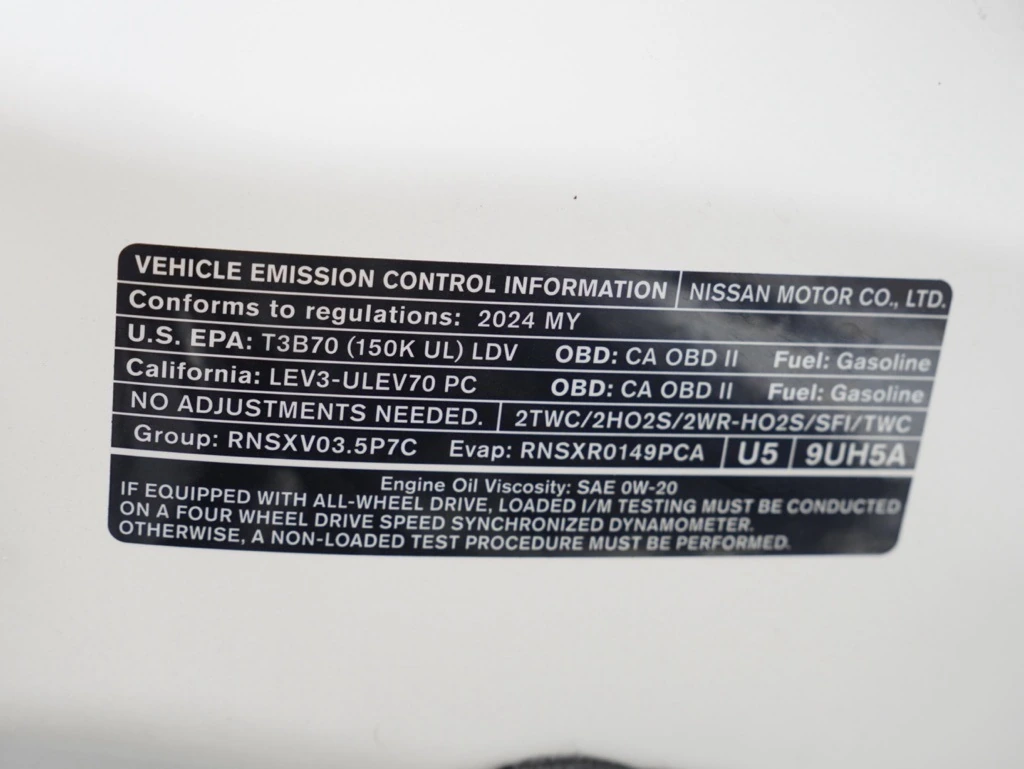 VEHICLE EMISSION CONTROL INFORMATION NISSAN MOTOR CO., LTD.
Conforms to regulations: 2024 MY
U.S. EPA: T3B70 (150K UL) LDV OBD: CA OBD II Fuel: Gasoline
California: LEV3-ULEV70 PC OBD: CA OBD II Fuel: Gasoline
NO ADJUSTMENTS NEEDED. 2TWC/2HO2S/2WR-HO2S/SFI/TWC
Group: RNSXV03.5P7C Evap: RNSXR0149PCA U5 9UH5A
Engine Oil Viscosity: SAE 0W-20
IF EQUIPPED WITH ALL-WHEEL DRIVE, LOADED I/M TESTING MUST BE CONDUCTED
ON A FOUR WHEEL DRIVE SPEED SYNCHRONIZED DYNAMOMETER.
OTHERWISE, A NON-LOADED TEST PROCEDURE MUST BE PERFORMED.